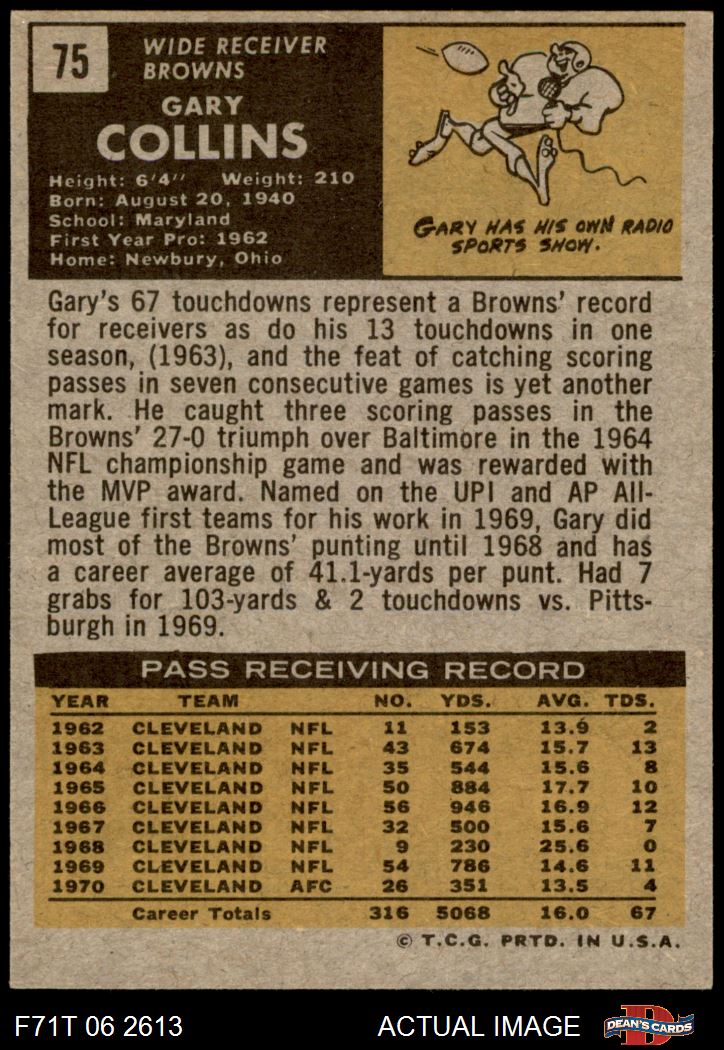 75
WIDE RECEIVER
BROWNS
GARY
COLLINS
Height: 6'4" Weight: 210
Born: August 20, 1940
School: Maryland
First Year Pro: 1962
Home: Newbury, Ohio
GARY HAS HIS OWN RADIO
SPORTS SHOW.
Gary's 67 touchdowns represent a Browns' record
for receivers as do his 13 touchdowns in one
season, (1963), and the feat of catching scoring
passes in seven consecutive games is yet another
mark. He caught three scoring passes in the
Browns' 27-0 triumph over Baltimore in the 1964
NFL championship game and was rewarded with
the MVP award. Named on the UPI and AP All-
League first teams for his work in 1969, Gary did
most of the Browns' punting until 1968 and has
a career average of 41.1-yards per punt. Had 7
grabs for 103-yards & 2 touchdowns vs. Pitts-
burgh in 1969.
PASS RECEIVING RECORD
YEAR TEAM NO. YDS. AVG. TDS.
1962 CLEVELAND NFL 11 153 13.9 2
1963 CLEVELAND NFL 43 674 15.7 13
1964 CLEVELAND NFL 35 544 15.6 8
1965 CLEVELAND NFL 50 884 17.7 10
1966 CLEVELAND NFL 56 946 16.9 12
1967 CLEVELAND NFL 32 500 15.6 7
1968 CLEVELAND NFL 9 230 25.6 0
1969 CLEVELAND NFL 54 786 14.6 11
1970 CLEVELAND AFC 26 351 13.5 4
Career Totals 316 5068 16.0 67
© T.C.G. PRTD. IN U.S.A.
F71T 06 2613 ACTUAL IMAGE D DEAN'S CARDS